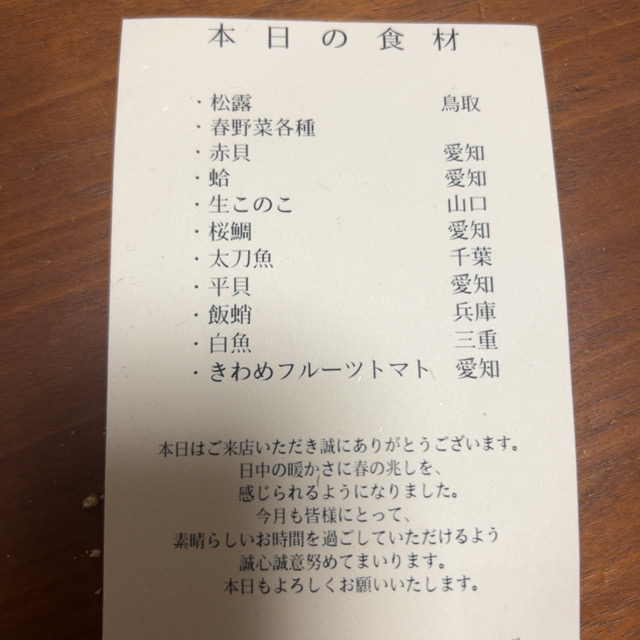 本日の食材
・松露 鳥取
・春野菜各種
・赤貝 愛知
・蛤 愛知
・生このこ 山口
・桜鯛 愛知
・太刀魚 千葉
・平貝 愛知
・飯蛸 兵庫
・白魚 三重
・きわめフルーツトマト 愛知
本日はご来店いただき誠にありがとうございます。
日中の暖かさに春の兆しを、
感じられるようになりました。
今月も皆様にとって、
素晴らしいお時間を過ごしていただけるよう
誠心誠意努めてまいります。
本日もよろしくお願いいたします。